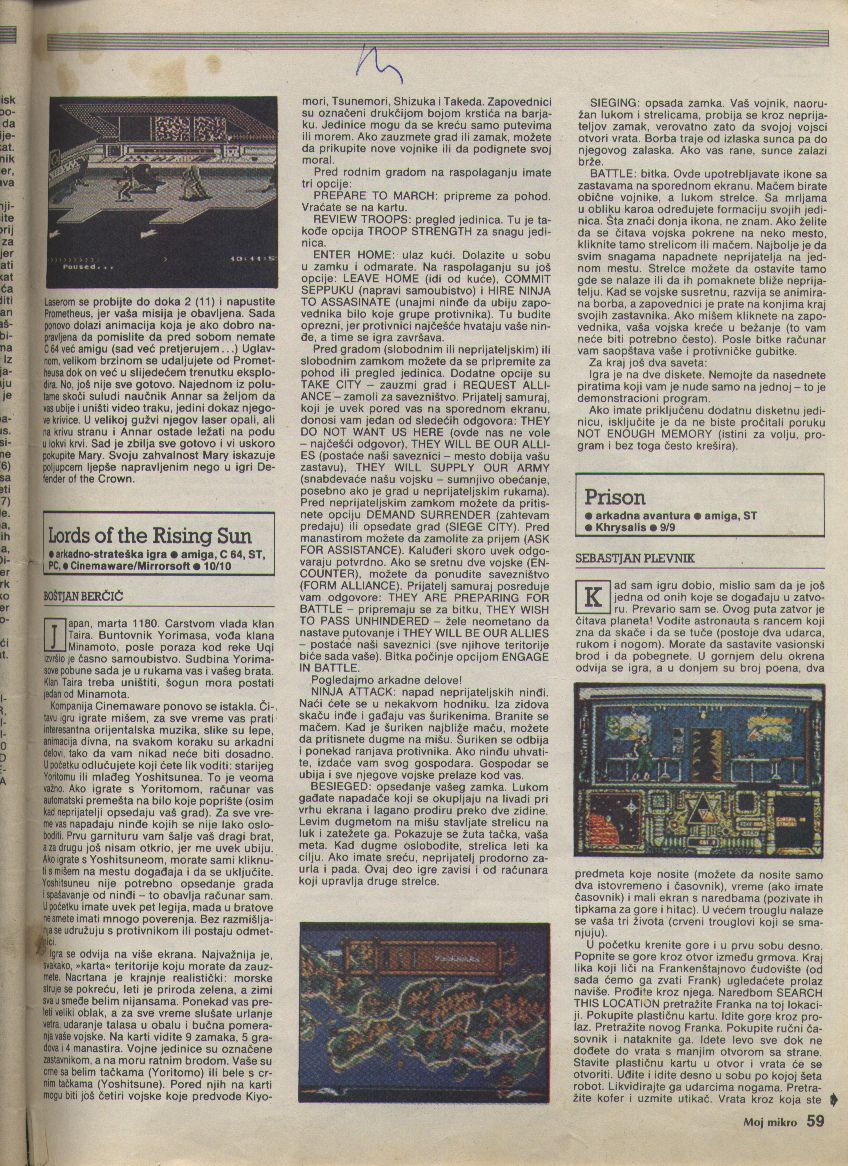 Paused...
10:41:5
Laserom se probijte do doka 2 (11) i napustite
Prometheus, jer vaša misija je obavljena. Sada
ponovo dolazi animacija koja je ako dobro na-
pravljena da pomislite da pred sobom nemate
C 64 već amigu (sad već pretjerujem . . .) Uglav-
nom, velikom brzinom se udaljujete od Promet-
heusa dok on već u slijedećem trenutku eksplo-
dira. No, još nije sve gotovo. Najednom iz polu-
tame skoči suludi naučnik Annar sa željom da
vas ubije i uništi video traku, jedini dokaz njego-
ve krivice. U velikoj gužvi njegov laser opali, ali
na krivu stranu i Annar ostade ležati na podu
u lokvi krvi. Sad je zbilja sve gotovo i vi uskoro
pokupite Mary. Svoju zahvalnost Mary iskazuje
poljupcem ljepše napravljenim nego u igri De-
fender of the Crown.
Lords of the Rising Sun
● arkadno-strateška igra ● amiga, C 64, ST,
PC, ● Cinemaware/Mirrorsoft ● 10/10
BOŠTJAN BERČIČ
Japan, marta 1180. Carstvom vlada klan
Taira. Buntovnik Yorimasa, vođa klana
Minamoto, posle poraza kod reke Uqi
izvršio je časno samoubistvo. Sudbina Yorima-
sove pobune sada je u rukama vas i vašeg brata.
Klan Taira treba uništiti, šogun mora postati
jedan od Minamota.
Kompanija Cinemaware ponovo se istakla. Či-
tavu igru igrate mišem, za sve vreme vas prati
interesantna orijentalska muzika, slike su lepe,
animacija divna, na svakom koraku su arkadni
delovi, tako da vam nikad neće biti dosadno.
U početku odlučujete koji ćete lik voditi: starijeg
Yoritomu ili mlađeg Yoshitsunea. To je veoma
važno. Ako igrate s Yoritomom, računar vas
automatski premešta na bilo koje poprište (osim
kad neprijatelji opsedaj vaš grad). Za sve vre-
me vas napadaju nindže kojih se nije lako oslo-
boditi. Prvu garnituru vam šalje vaš dragi brat,
a za drugu još nisam otkrio, jer me uvek ubiju.
Ako igrate s Yoshitsuneom, morate sami kliknu-
ti s mišem na mestu događaja i da se uključite.
Yoshitsuneu nije potrebno opsedanje grada
i spašavanje od ninđi – to obavlja računar sam.
U početku imate uvek pet legija, mada u bratove
ne smete imati mnogo poverenja. Bez razmišlja-
nja se udružuju s protivnikom ili postaju odmet-
nici.
Igra se odvija na više ekrana. Najvažnija je,
svakako, »karta« teritorije koju morate da zauz-
mete. Nacrtana je krajnje realistički: morske
struje se pokreću, leti je priroda zelena, a zimi
sva u smeđe belim nijansama. Ponekad vas pre-
leti veliki oblak, a za sve vreme slušate urlanje
vetra, udaranje talasa u obalu i bučna pomera-
nja vaše vojske. Na karti vidite 9 zamaka, 5 gra-
dova i 4 manastira. Vojne jedinice su označene
zastavnikom, a na moru ratnim brodom. Vaše su
crne sa belim tačkama (Yoritomo) ili bele s cr-
nim tačkama (Yoshitsune). Pored njih na karti
mogu biti još četiri vojske koje predvode Kiyo-
mori, Tsunemori, Shizuka i Takeda. Zapovednici
su označeni drukčijom bojom krstića na barja-
ku. Jedinice mogu da se kreću samo putevima
ili morem. Ako zauzmete grad ili zamak, možete
da prikupite nove vojnike ili da podignete svoj
moral.
Pred rodnim gradom na raspolaganju imate
tri opcije:
PREPARE TO MARCH: pripreme za pohod.
Vraćate se na kartu.
REVIEW TROOPS: pregled jedinica. Tu je ta-
kođe opcija TROOP STRENGTH za snagu jedi-
nica.
ENTER HOME: ulaz kući. Dolazite u sobu
u zamku i odmarate. Na raspolaganju su još
opcije: LEAVE HOME (idi od kuće), COMMIT
SEPPUKU (napravi samoubistvo) i HIRE NINJA
TO ASSASINATE (unajmi ninđe da ubiju zapo-
vednika bilo koje grupe protivnika). Tu budite
oprezni, jer protivnici najčešće hvataju vaše nin-
đe, a time se igra završava.
Pred gradom (slobodnim ili neprijateljskim) ili
slobodnim zamkom možete da se pripremite za
pohod ili pregled jedinica. Dodatne opcije su
TAKE CITY – zauzmi grad i REQUEST ALLI-
ANCE – zamoli za savezništvo. Prijatelj samuraj,
koji je uvek pored vas na sporednom ekranu,
donosi vam jedan od sledećih odgovora: THEY
DO NOT WANT US HERE (ovde nas ne vole
– najčešći odgovor), THEY WILL BE OUR ALLI-
ES (postaće naši saveznici – mesto dobija vašu
zastavu), THEY WILL SUPPLY OUR ARMY
(snabdevaće našu vojsku – sumnjivo obećanje,
posebno ako je grad u neprijateljskim rukama).
Pred neprijateljskim zamkom možete da pritis-
nete opciju DEMAND SURRENDER (zahtevam
predaju) ili opsedate grad (SIEGE CITY). Pred
manastirom možete da zamolite za prijem (ASK
FOR ASSISTANCE). Kaluđeri skoro uvek odgo-
varaju potvrdno. Ako se sretnu dve vojske (EN-
COUNTER), možete da ponudite savezništvo
(FORM ALLIANCE). Prijatelj samuraj posreduje
vam odgovore: THEY ARE PREPARING FOR
BATTLE – pripremaju se za bitku, THEY WISH
TO PASS UNHINDERED – žele neometano da
nastave putovanje i THEY WILL BE OUR ALLIES
– postaće naši saveznici (sve njihove teritorije
biće sada vaše). Bitka počinje opcijom ENGAGE
IN BATTLE.
Pogledajmo arkadne delove!
NINJA ATTACK: napad neprijateljskih ninđi.
Naći ćete se u nekakvom hodniku. Iza zidova
skaču inđe i gađaju vas šurikenima. Branite se
mačem. Kad je šuriken najbliže maču, možete
da pritisnete dugme na mišu. Šuriken se odbija
i ponekad ranjava protivnika. Ako ninđu uhvati-
te, izdaće vam svog gospodara. Gospodar se
ubija i sve njegove vojske prelaze kod vas.
BESIEGED: opsedanje vašeg zamka. Lukom
gađate napadače koji se okupljaju na livadi pri
vrhu ekrana i lagano prodiru preko dve zidine.
Levim dugmetom na mišu stavljate strelicu na
luk i zatežete ga. Pokazuje se žuta tačka, vaša
meta. Kad dugme oslobodite, strelica leti ka
cilju. Ako imate sreću, neprijatelj prodorno za-
urla i pada. Ovaj deo igre zavisi i od računara
koji upravlja druge strelce.
SIEGING: opsada zamka. Vaš vojnik, naoru-
žan lukom i strelicama, probija se kroz neprija-
teljov zamak, verovatno zato da svojoj vojsci
otvori vrata. Borba traje od izlaska sunca pa do
njegovog zalaska. Ako vas rane, sunce zalazi
brže.
BATTLE: bitka. Ovde upotrebljavate ikone sa
zastavama na sporednom ekranu. Mačem birate
obične vojnike, a lukom strelce. Sa mrljama
u obliku karoa određujete formaciju svojih jedi-
nica. Šta znači donja ikona, ne znam. Ako želite
da se čitava vojska pokrene na neko mesto,
kliknite tamo strelicom ili mačem. Najbolje je da
svim snagama napadnete neprijatelja na jed-
nom mestu. Strelce možete da ostavite tamo
gde se nalaze ili da ih pomaknete bliže neprija-
telju. Kad se vojske susretnu, razvija se animira-
na borba, a zapovednici je prate na konjima kraj
svojih zastavnika. Ako mišem kliknete na zapo-
vednika, vaša vojska kreće u bežanje (to vam
neće biti potrebno često). Posle bitke računar
vam saopštava vaše i protivničke gubitke.
Za kraj još dva saveta:
Igra je na dve diskete. Nemojte da nasednete
piratima koji vam je nude samo na jednoj – to je
demonstracioni program.
Ako imate priključenu dodatnu disketnu jedi-
nicu, isključite je da ne biste pročitali poruku
NOT ENOUGH MEMORY (istini za volju, pro-
gram i bez toga često krešira).
Prison
● arkadna avantura ● amiga, ST
● Khrysalis ● 9/9
SEBASTJAN PLEVNIK
Kad sam igru dobio, mislio sam da je još
jedna od onih koje se događaju u zatvo-
ru. Prevario sam se. Ovog puta zatvor je
čitava planeta! Vodite astronauta s rancem koji
zna da skače i da se tuče (postoje dva udarca,
rukom i nogom). Morate da sastavite vasionski
brod i da pobegnete. U gornjem delu okrena
odvija se igra, a u donjem su broj poena, dva
predmeta koje nosite (možete da nosite samo
dva istovremeno i časovnik), vreme (ako imate
časovnik) i mali ekran s naredbama (pozivate ih
tipkama za gore i hitac). U većem trouglu nalaze
se vaša tri života (crveni trouglovi koji se sma-
njuju).
U početku krenite gore i u prvu sobu desno.
Popnite se gore kroz otvor između grmova. Kraj
lika koji liči na Frankenštajnovo čudovište (od
sada ćemo ga zvati Frank) ugledaćete prolaz
naviše. Prođite kroz njega. Naredbom SEARCH
THIS LOCATION pretražite Franka na toj lokaci-
ji. Pokupite plastičnu kartu. Idite gore kroz pro-
laz. Pretražite novog Franka. Pokupite ručni ča-
sovnik i nataknite ga. Idete levo sve dok ne
dođete do vrata s manjim otvorom sa strane.
Stavite plastičnu kartu u otvor i vrata će se
otvoriti. Uđite i idite desno u sobu po kojoj šeta
robot. Likvidirajte ga udarcima nogama. Pretra-
žite kofer i uzmite utikač. Vrata kroz koja ste
Moj mikro 59